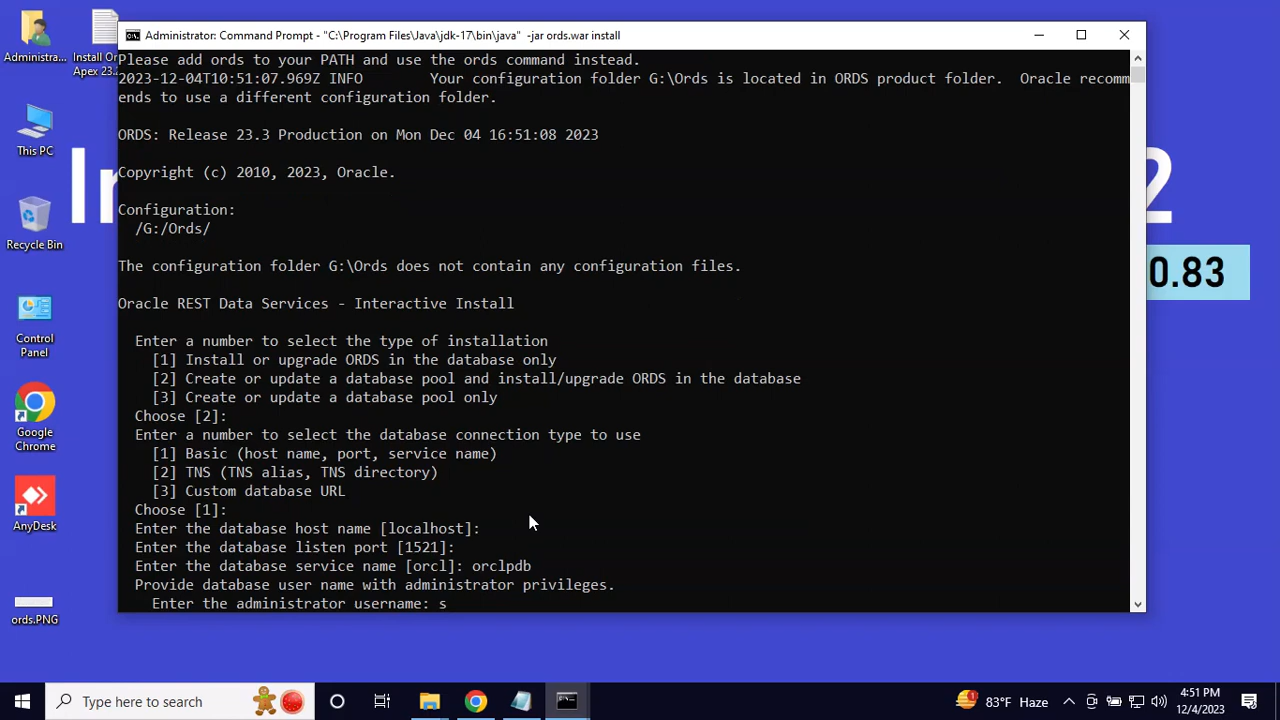 Administra...
Install Or
Apex 23.
This PC
Recycle Bin
Control
Panel
Google
Chrome
AnyDesk
ords.PNG
Administrator: Command Prompt - "C:\Program Files\Java\jdk-17\bin\java"  -jar ords.war install
Please add ords to your PATH and use the ords command instead.
2023-12-04T10:51:07.969Z INFO        Your configuration folder G:\Ords is located in ORDS product folder.  Oracle recomm
ends to use a different configuration folder.
ORDS: Release 23.3 Production on Mon Dec 04 16:51:08 2023
Copyright (c) 2010, 2023, Oracle.
Configuration:
/G:/Ords/
The configuration folder G:\Ords does not contain any configuration files.
Oracle REST Data Services - Interactive Install
Enter a number to select the type of installation
[1] Install or upgrade ORDS in the database only
[2] Create or update a database pool and install/upgrade ORDS in the database
[3] Create or update a database pool only
Choose [2]:
Enter a number to select the database connection type to use
[1] Basic (host name, port, service name)
[2] TNS (TNS alias, TNS directory)
[3] Custom database URL
Choose [1]:
Enter the database host name [localhost]:
Enter the database listen port [1521]:
Enter the database service name [orcl]: orclpdb
Provide database user name with administrator privileges.
Enter the administrator username: s
2
0.83
Type here to search
1
83°F Haze
4:51 PM
12/4/2023